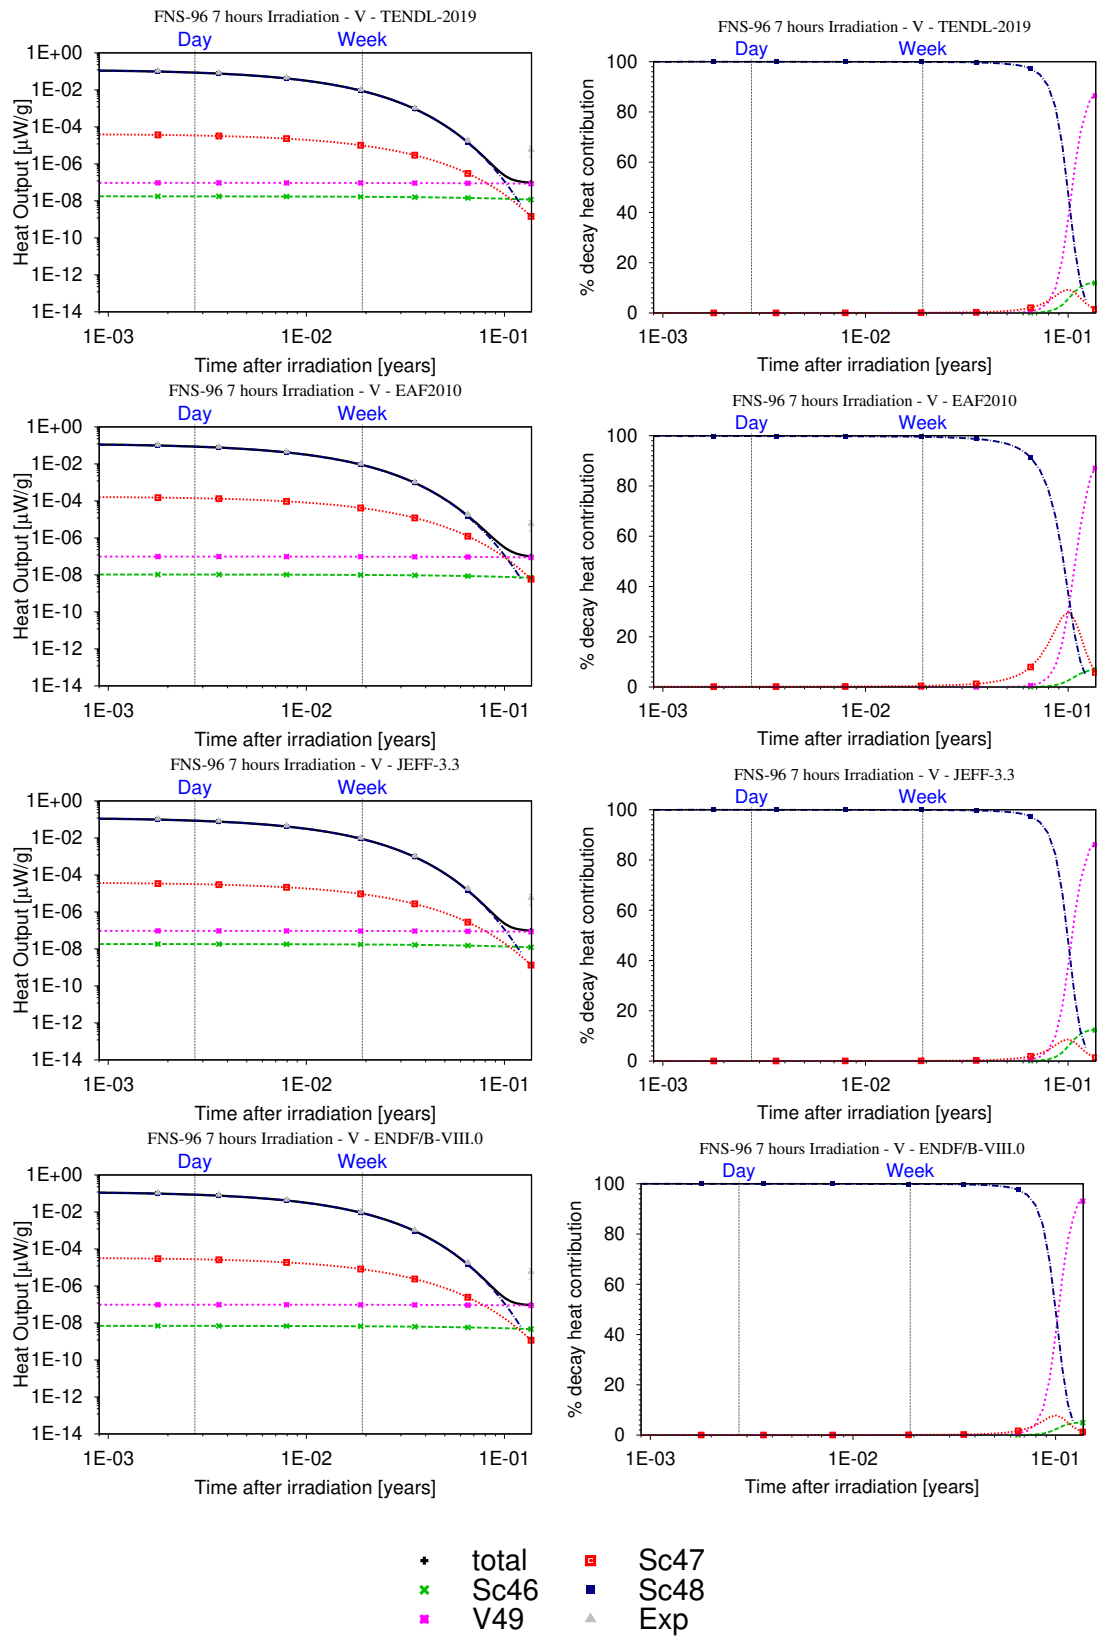 FNS-96 7 hours Irradiation - V - TENDL-2019
Day Week
Heat Output [µW/g]
1E+00
1E-02
1E-04
1E-06
1E-08
1E-10
1E-12
1E-14
1E-03 1E-02 1E-01
Time after irradiation [years]
FNS-96 7 hours Irradiation - V - TENDL-2019
Day Week
% decay heat contribution
100
80
60
40
20
0
1E-03 1E-02 1E-01
Time after irradiation [years]
FNS-96 7 hours Irradiation - V - EAF2010
Day Week
Heat Output [µW/g]
1E+00
1E-02
1E-04
1E-06
1E-08
1E-10
1E-12
1E-14
1E-03 1E-02 1E-01
Time after irradiation [years]
FNS-96 7 hours Irradiation - V - EAF2010
Day Week
% decay heat contribution
100
80
60
40
20
0
1E-03 1E-02 1E-01
Time after irradiation [years]
FNS-96 7 hours Irradiation - V - JEFF-3.3
Day Week
Heat Output [µW/g]
1E+00
1E-02
1E-04
1E-06
1E-08
1E-10
1E-12
1E-14
1E-03 1E-02 1E-01
Time after irradiation [years]
FNS-96 7 hours Irradiation - V - JEFF-3.3
Day Week
% decay heat contribution
100
80
60
40
20
0
1E-03 1E-02 1E-01
Time after irradiation [years]
FNS-96 7 hours Irradiation - V - ENDF/B-VIII.0
Day Week
Heat Output [µW/g]
1E+00
1E-02
1E-04
1E-06
1E-08
1E-10
1E-12
1E-14
1E-03 1E-02 1E-01
Time after irradiation [years]
FNS-96 7 hours Irradiation - V - ENDF/B-VIII.0
Day Week
% decay heat contribution
100
80
60
40
20
0
1E-03 1E-02 1E-01
Time after irradiation [years]
total Sc47
Sc46 Sc48
V49 Exp